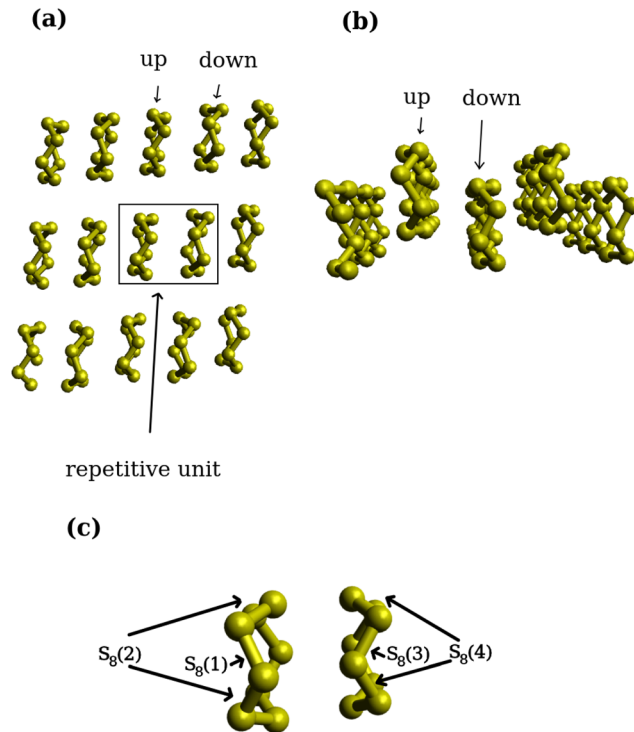 (a)
up down
repetitive unit
(b)
up down
(c)
S₈(2)
S₈(1)
S₈(3)
S₈(4)